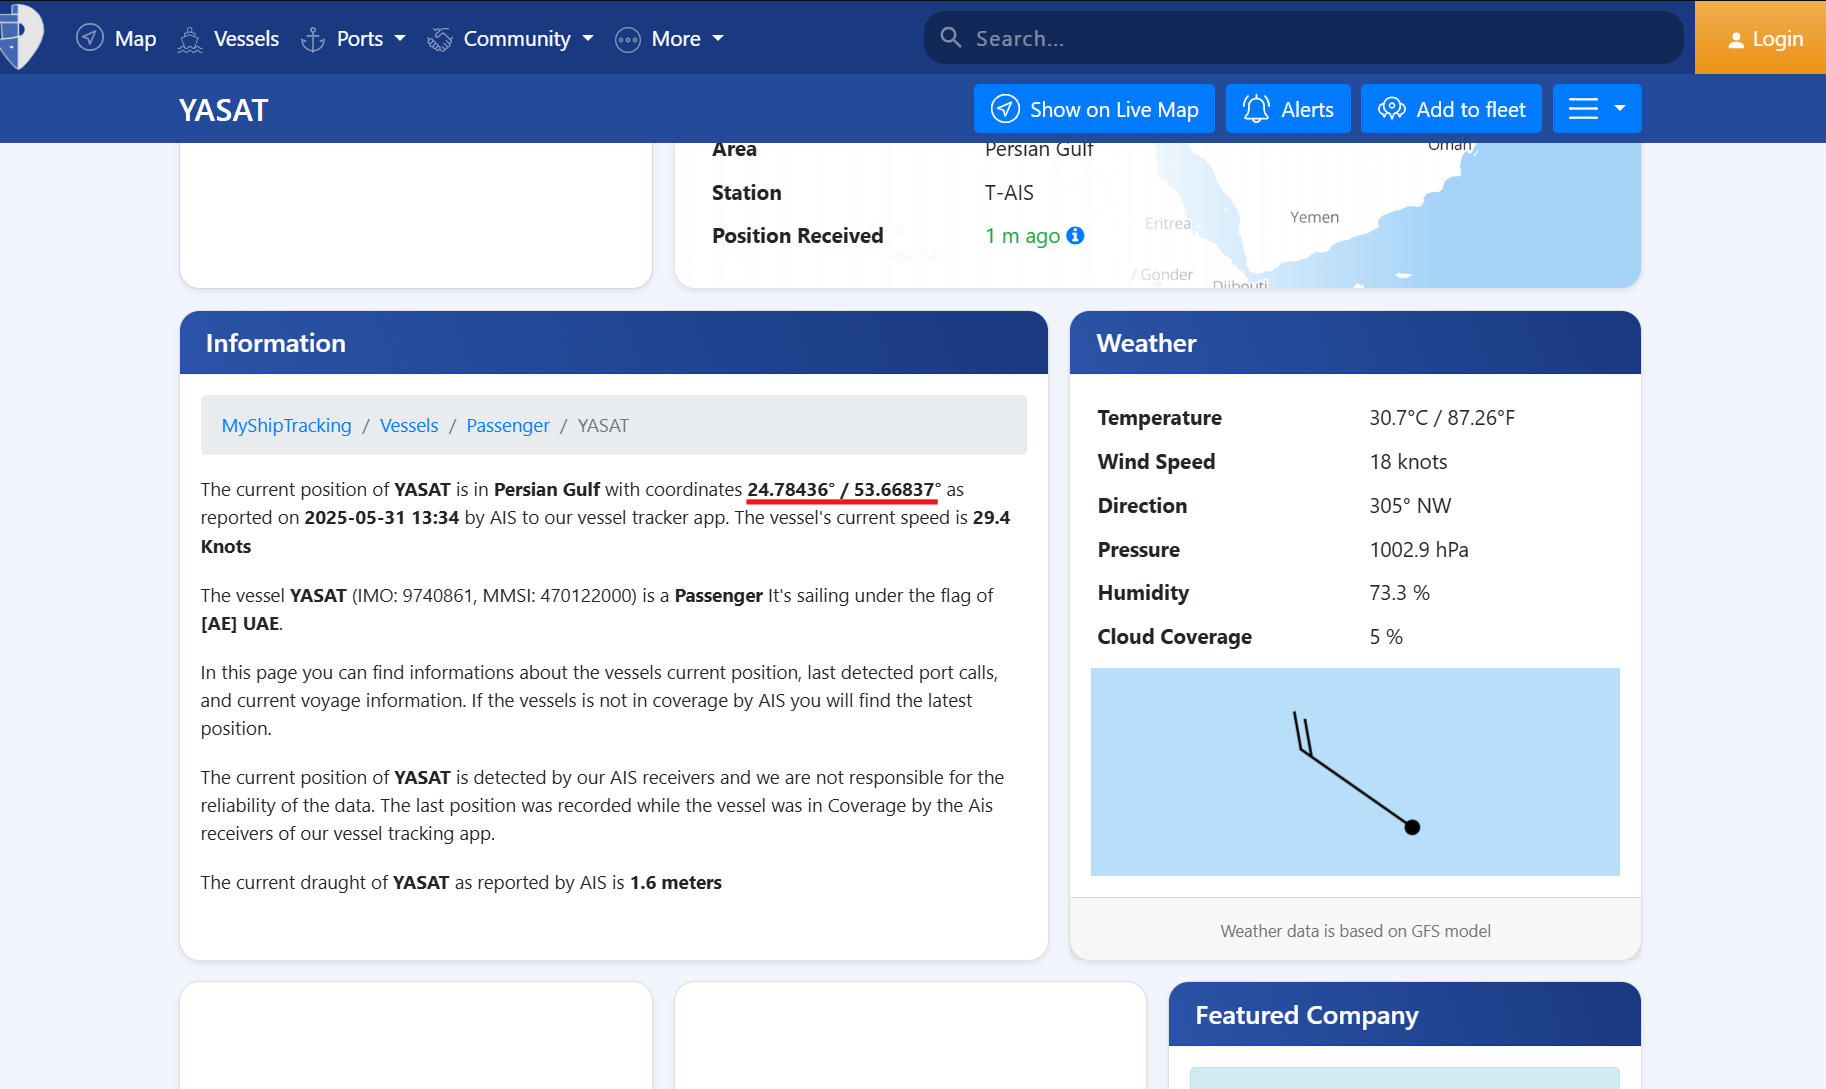 Map
Vessels
Ports
Community
More
Search...
Login
YASAT
Show on Live Map
Alerts
Add to fleet
Area Persian Gulf
Station T-AIS
Position Received 1 m ago
Oman
Yemen
Eritrea
Abéché
/ Gonder
Djibouti
Information
MyShipTracking / Vessels / Passenger / YASAT
The current position of YASAT is in Persian Gulf with coordinates 24.78436° / 53.66837° as
reported on 2025-05-31 13:34 by AIS to our vessel tracker app. The vessel's current speed is 29.4
Knots
The vessel YASAT (IMO: 9740861, MMSI: 470122000) is a Passenger It's sailing under the flag of
[AE] UAE.
In this page you can find informations about the vessels current position, last detected port calls,
and current voyage information. If the vessels is not in coverage by AIS you will find the latest
position.
The current position of YASAT is detected by our AIS receivers and we are not responsible for the
reliability of the data. The last position was recorded while the vessel was in Coverage by the Ais
receivers of our vessel tracking app.
The current draught of YASAT as reported by AIS is 1.6 meters
Weather
Temperature 30.7°C / 87.26°F
Wind Speed 18 knots
Direction 305° NW
Pressure 1002.9 hPa
Humidity 73.3 %
Cloud Coverage 5 %
Weather data is based on GFS model
Featured Company